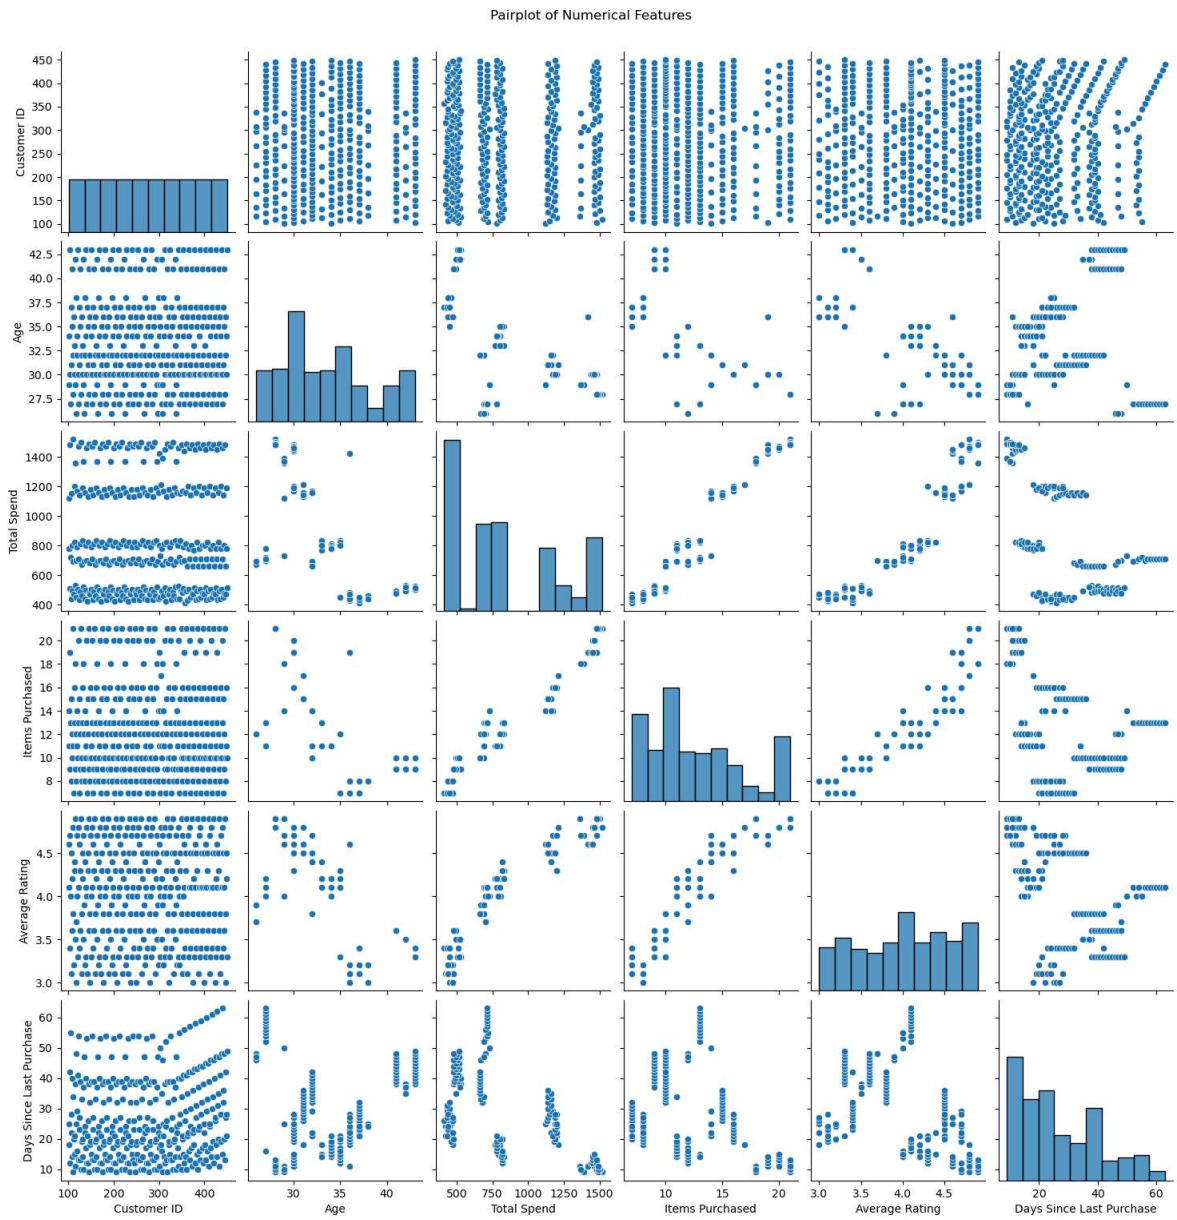 Pairplot of Numerical Features
450
400
350
300
250
200
150
100
Customer ID
42.5
40.0
37.5
35.0
32.5
30.0
27.5
Age
1400
1200
1000
800
600
400
Total Spend
20
18
16
14
12
10
8
Items Purchased
4.5
4.0
3.5
3.0
Average Rating
60
50
40
30
20
10
Days Since Last Purchase
100 200 300 400
30 35 40
500 750 1000 1250 1500
10 15 20
3.0 3.5 4.0 4.5
20 40 60
Customer ID Age Total Spend Items Purchased Average Rating Days Since Last Purchase